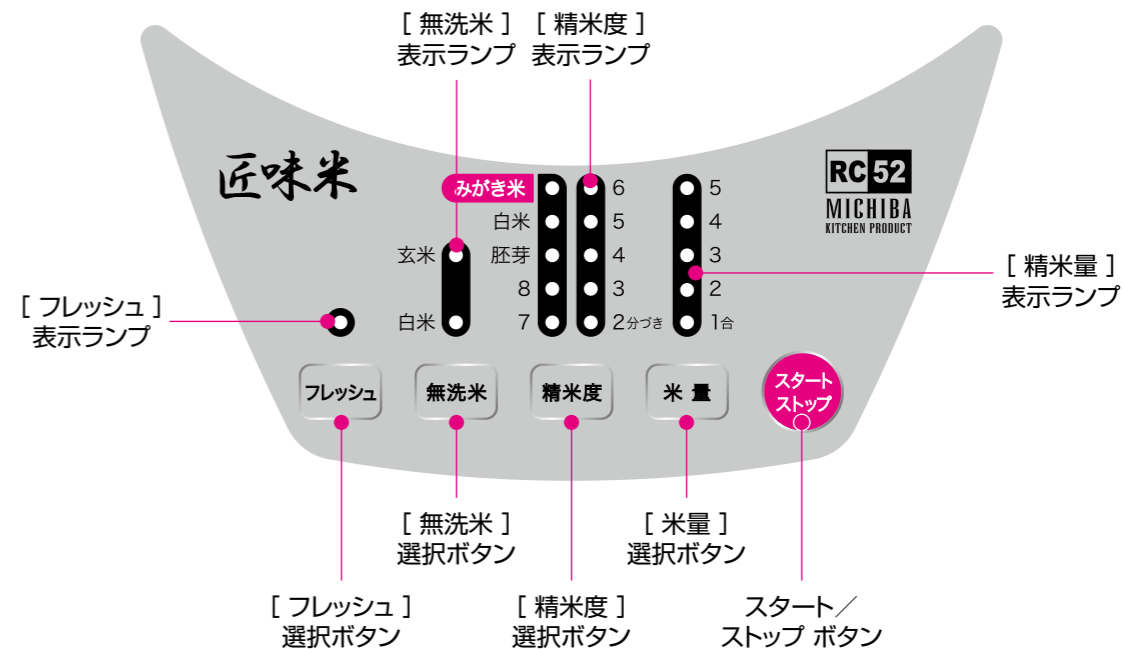 [ 無洗米 ]
表示ランプ
[ 精米度 ]
表示ランプ
匠味米
みがき米
白米
胚芽
8
7
6
5
4
3
2分づき
5
4
3
2
1合
玄米
白米
RC 52
MICHIBA
KITCHEN PRODUCT
[ フレッシュ ]
表示ランプ
[ 精米量 ]
表示ランプ
フレッシュ
無洗米
精米度
米 量
スタート
ストップ
[ 無洗米 ]
選択ボタン
[ 米量 ]
選択ボタン
[ フレッシュ ]
選択ボタン
[ 精米度 ]
選択ボタン
スタート／
ストップ ボタン